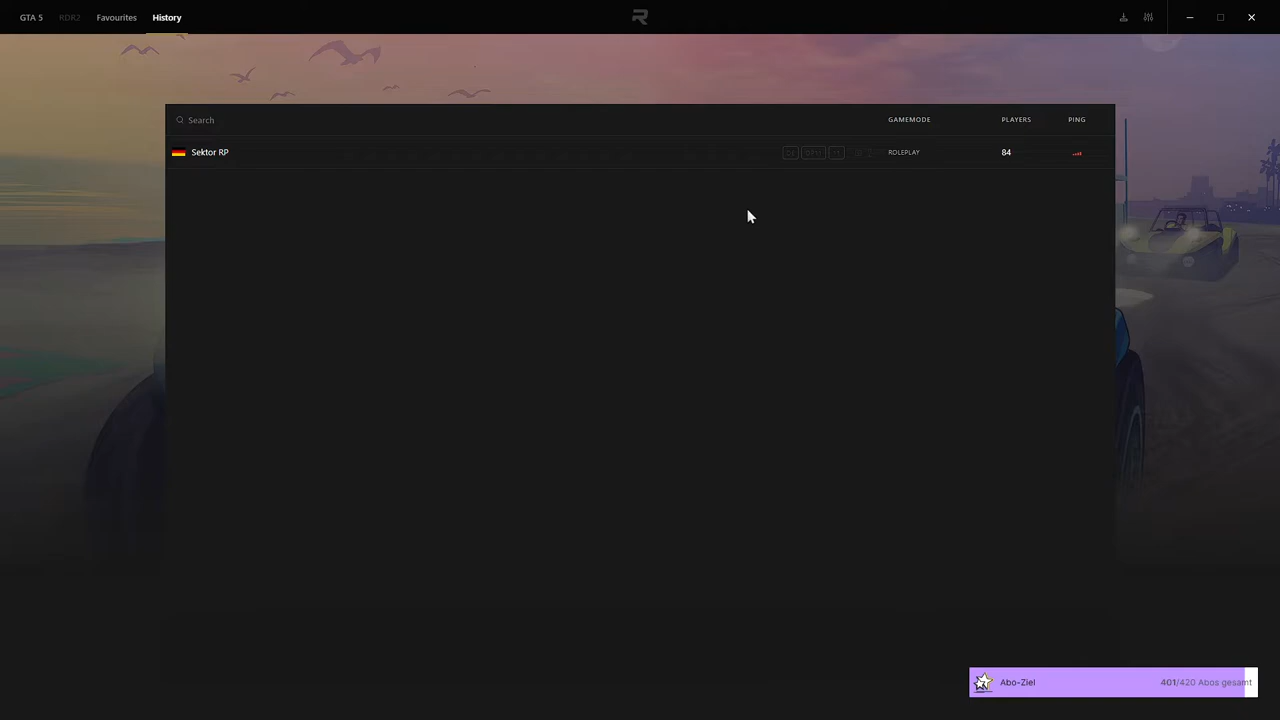 GTA 5 RDR2 Favourites History
Search GAMEMODE PLAYERS PING
Sektor RP ROLEPLAY 84
Abo-Ziel 401/420 Abos gesamt